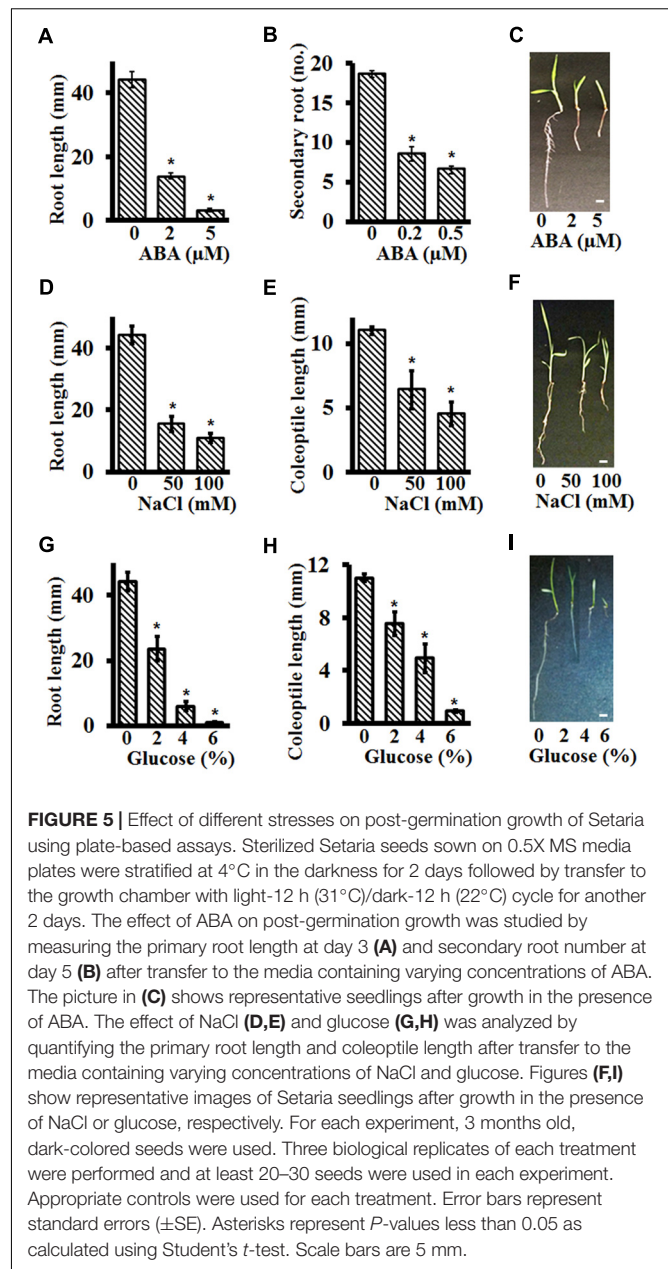 A
B
C
Root length (mm)
40
20
0
*
*
0 2 5
ABA (µM)
Secondary root (no.)
20
15
10
5
0
*
*
0 0.2 0.5
ABA (µM)
0 2 5
ABA (µM)
D
E
F
Root length (mm)
40
20
0
*
*
0 50 100
NaCl (mM)
Coleoptile length (mm)
10
5
0
*
*
0 50 100
NaCl (mM)
0 50 100
NaCl (mM)
G
H
I
Root length (mm)
40
20
0
*
*
*
0 2 4 6
Glucose (%)
Coleoptile length (mm)
12
8
4
0
*
*
*
0 2 4 6
Glucose (%)
0 2 4 6
Glucose (%)
FIGURE 5 | Effect of different stresses on post-germination growth of Setaria
using plate-based assays. Sterilized Setaria seeds sown on 0.5X MS media
plates were stratified at 4°C in the darkness for 2 days followed by transfer to
the growth chamber with light-12 h (31°C)/dark-12 h (22°C) cycle for another
2 days. The effect of ABA on post-germination growth was studied by
measuring the primary root length at day 3 (A) and secondary root number at
day 5 (B) after transfer to the media containing varying concentrations of ABA.
The picture in (C) shows representative seedlings after growth in the presence
of ABA. The effect of NaCl (D,E) and glucose (G,H) was analyzed by
quantifying the primary root length and coleoptile length after transfer to the
media containing varying concentrations of NaCl and glucose. Figures (F,I)
show representative images of Setaria seedlings after growth in the presence
of NaCl or glucose, respectively. For each experiment, 3 months old,
dark-colored seeds were used. Three biological replicates of each treatment
were performed and at least 20–30 seeds were used in each experiment.
Appropriate controls were used for each treatment. Error bars represent
standard errors (±SE). Asterisks represent P-values less than 0.05 as
calculated using Student's t-test. Scale bars are 5 mm.